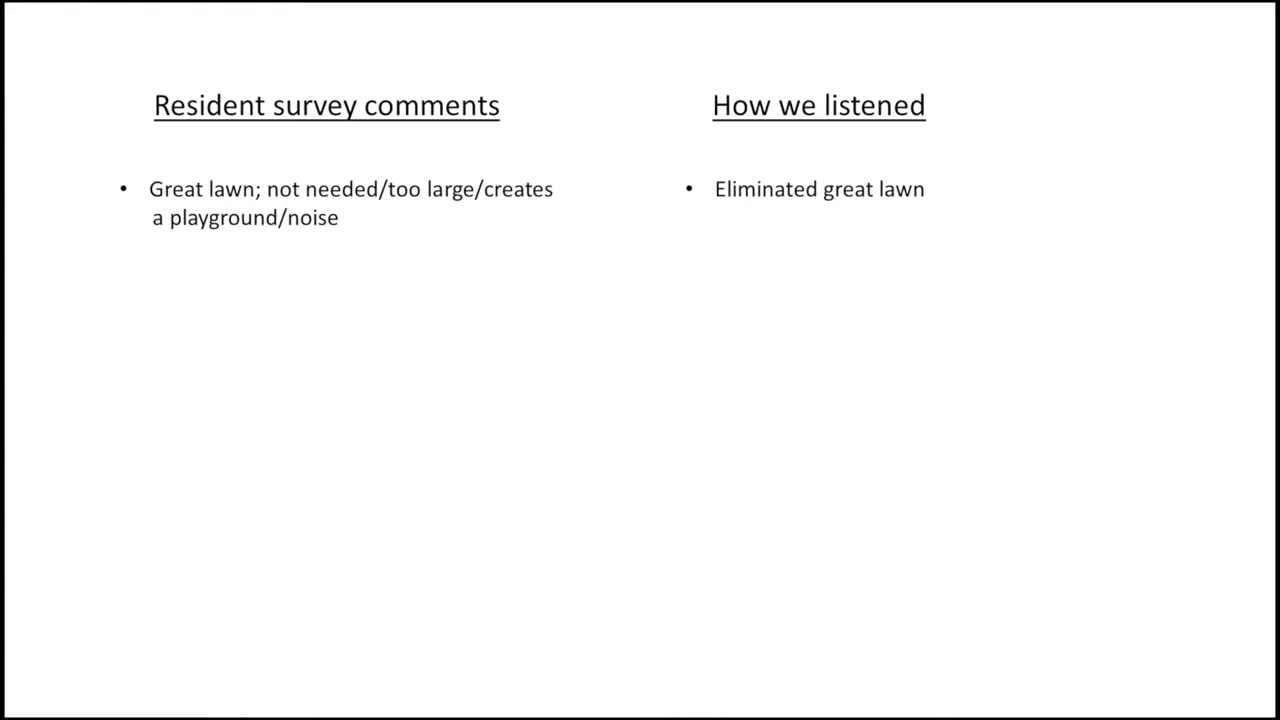 Resident survey comments
How we listened
• Great lawn; not needed/too large/creates
a playground/noise
• Eliminated great lawn